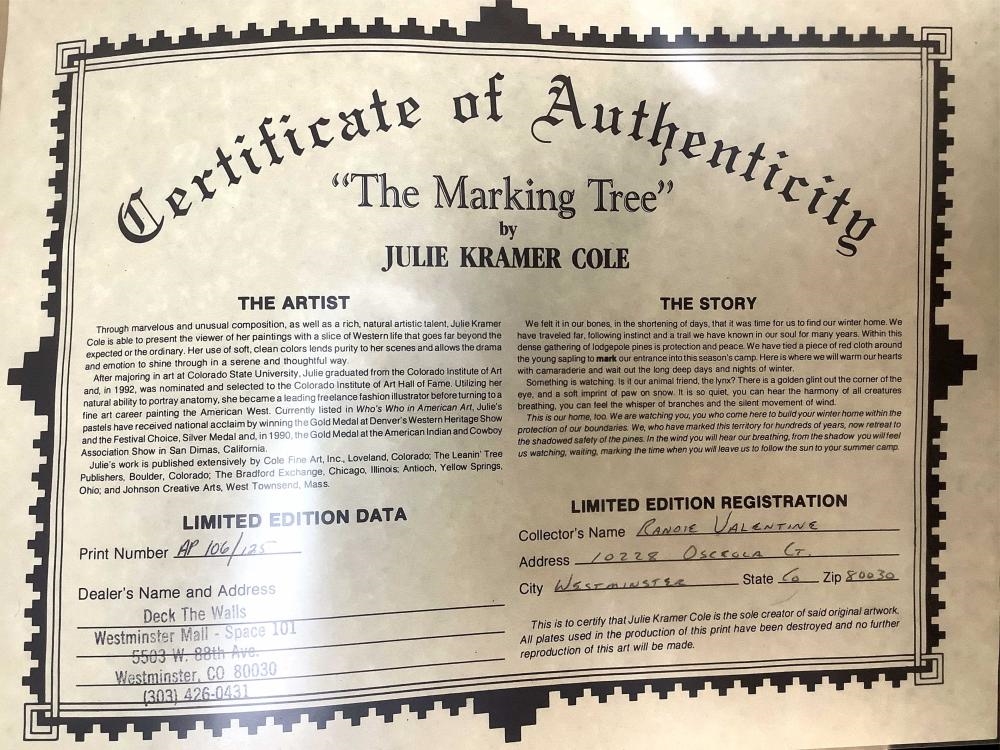 Certificate of Authenticity
“The Marking Tree”
by
JULIE KRAMER COLE
THE ARTIST
Through marvelous and unusual composition, as well as a rich, natural artistic talent, Julie Kramer
Cole is able to present the viewer of her paintings with a slice of Western life that goes far beyond the
expected or the ordinary. Her use of soft, clean colors lends purity to her scenes and allows the drama
and emotion to shine through in a serene and thoughtful way.
After majoring in art at Colorado State University, Julie graduated from the Colorado Institute of Art
and, in 1992, was nominated and selected to the Colorado Institute of Art Hall of Fame. Utilizing her
natural ability to portray anatomy, she became a leading freelance fashion illustrator before turning to a
fine art career painting the American West. Currently listed in Who's Who in American Art, Julie's
pastels have received national acclaim by winning the Gold Medal at Denver's Western Heritage Show
and the Festival Choice, Silver Medal and, in 1990, the Gold Medal at the American Indian and Cowboy
Association Show in San Dimas, California.
Julie's work is published extensively by Cole Fine Art, Inc., Loveland, Colorado; The Leanin' Tree
Publishers, Boulder, Colorado; The Bradford Exchange, Chicago, Illinois; Antioch, Yellow Springs,
Ohio; and Johnson Creative Arts, West Townsend, Mass.
LIMITED EDITION DATA
Print Number AP 106/125
Dealer's Name and Address
Deck The Walls
Westminster Mall - Space 101
5503 W. 88th Ave.
Westminster, CO 80030
(303) 426-0431
THE STORY
We felt it in our bones, in the shortening of days, that it was time for us to find our winter home. We
have traveled far, following instinct and a trail we have known in our soul for many years. Within this
dense gathering of lodgepole pines is protection and peace. We have tied a piece of red cloth around
the young sapling to mark our entrance into this season's camp. Here is where we will warm our hearts
with camaraderie and wait out the long deep days and nights of winter.
Something is watching. Is it our animal friend, the lynx? There is a golden glint out the corner of the
eye, and a soft imprint of paw on snow. It is so quiet, you can hear the harmony of all creatures
breathing, you can feel the whisper of branches and the silent movement of wind.
This is our home, too. We are watching you, you who come here to build your winter home within the
protection of our boundaries. We, who have marked this territory for hundreds of years, now retreat to
the shadowed safety of the pines. In the wind you will hear our breathing, from the shadow you will feel
us watching, waiting, marking the time when you will leave us to follow the sun to your summer camp.
LIMITED EDITION REGISTRATION
Collector's Name RANDIE VALENTINE
Address 10228 OSCEOLA CT.
City WESTMINSTER State Co Zip 80030
This is to certify that Julie Kramer Cole is the sole creator of said original artwork.
All plates used in the production of this print have been destroyed and no further
reproduction of this art will be made.